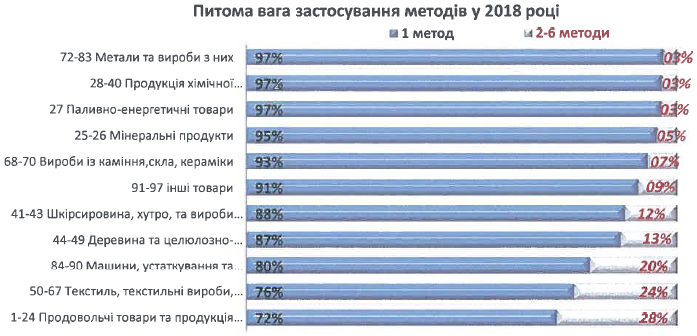 Питома вага застосування методів у 2018 році
1 метод 2-6 методи
72-83 Метали та вироби з них 97% 03%
28-40 Продукція хімічної... 97% 03%
27 Паливно-енергетичні товари 97% 03%
25-26 Мінеральні продукти 95% 05%
68-70 Вироби із каміння,скла, кераміки 93% 07%
91-97 інші товари 91% 09%
41-43 Шкірсировина, хутро, та вироби... 88% 12%
44-49 Деревина та целюлозно-... 87% 13%
84-90 Машини, устаткування та... 80% 20%
50-67 Текстиль, текстильні вироби,... 76% 24%
1-24 Продовольчі товари та продукція... 72% 28%